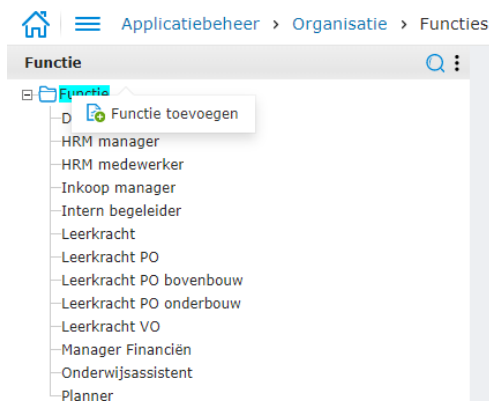 Applicatiebeheer > Organisatie > Functies
Functie
Functie
Functie toevoegen
D
HRM manager
HRM medewerker
Inkoop manager
Intern begeleider
Leerkracht
Leerkracht PO
Leerkracht PO bovenbouw
Leerkracht PO onderbouw
Leerkracht VO
Manager Financiën
Onderwijsassistent
Planner